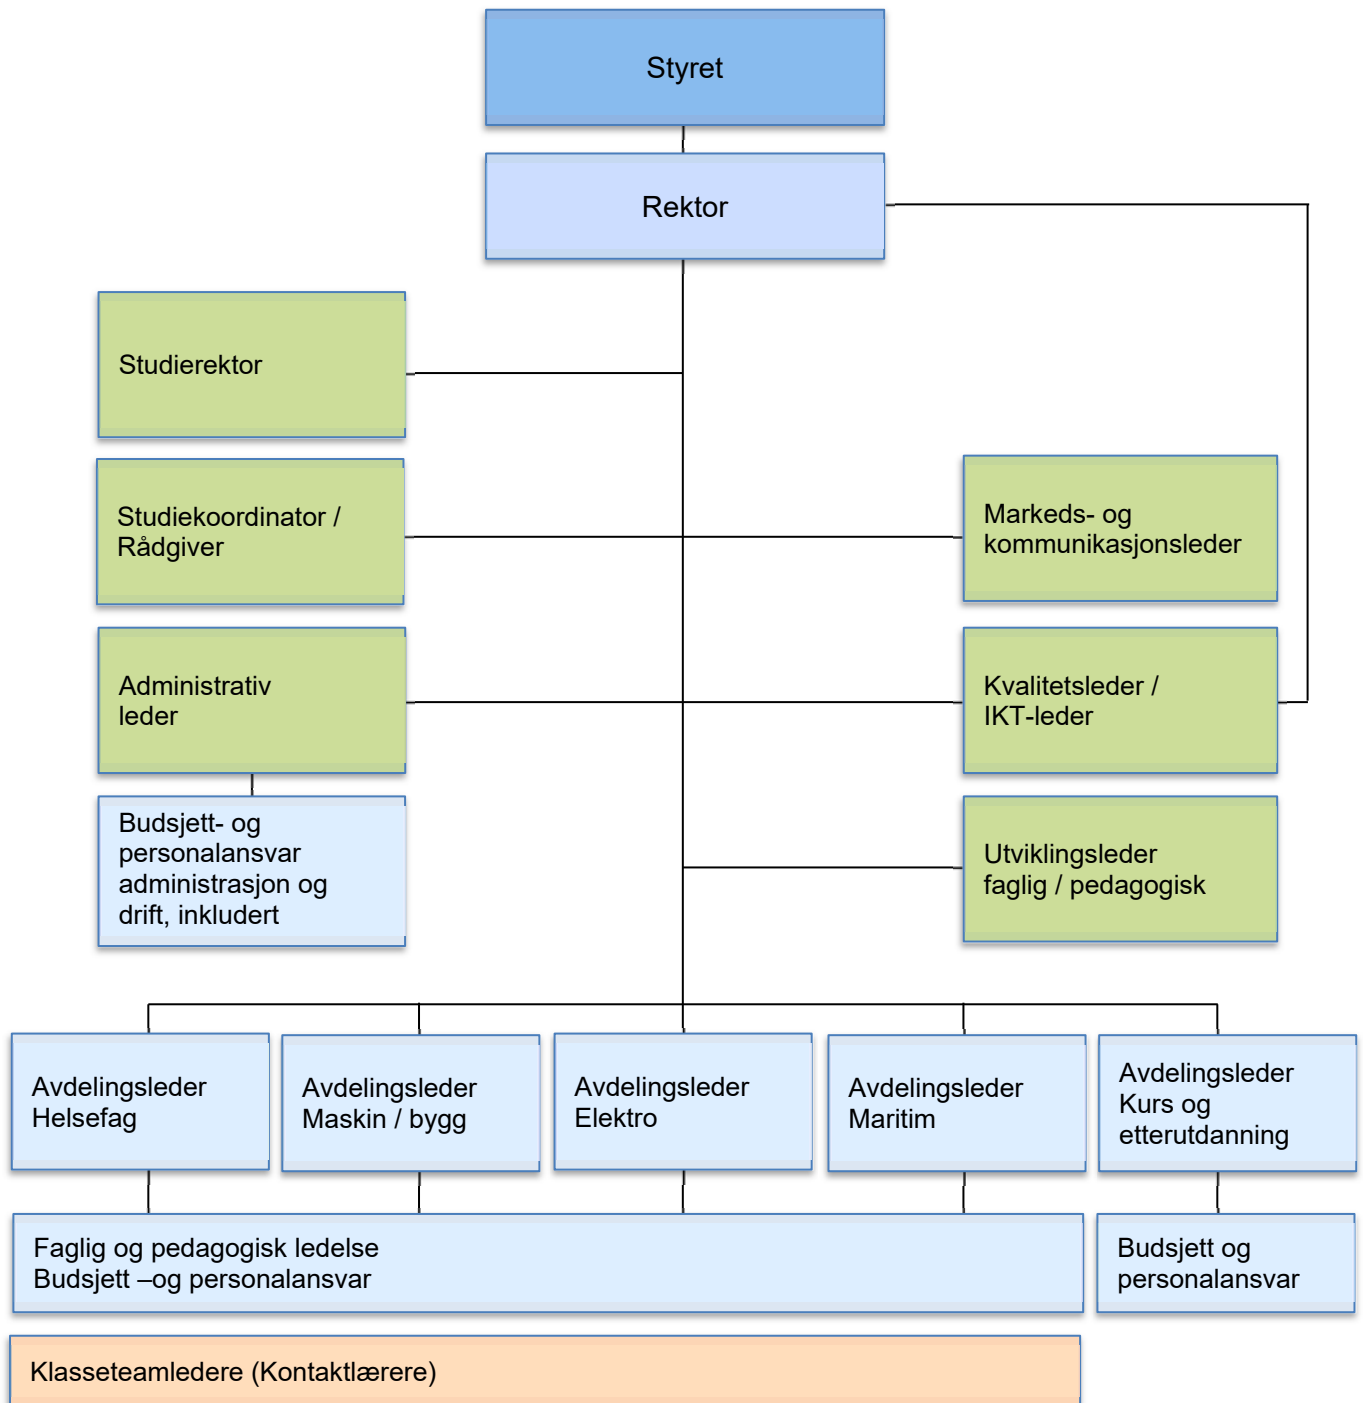 Styret
Rektor
Studierektor
Studiekoordinator /
Rådgiver
Markeds- og
kommunikasjonsleder
Administrativ
leder
Kvalitetsleder /
IKT-leder
Budsjett- og
personalansvar
administrasjon og
drift, inkludert
Utviklingsleder
faglig / pedagogisk
Avdelingsleder
Helsefag
Avdelingsleder
Maskin / bygg
Avdelingsleder
Elektro
Avdelingsleder
Maritim
Avdelingsleder
Kurs og
etterutdanning
Faglig og pedagogisk ledelse
Budsjett –og personalansvar
Budsjett og
personalansvar
Klasseteamledere (Kontaktlærere)